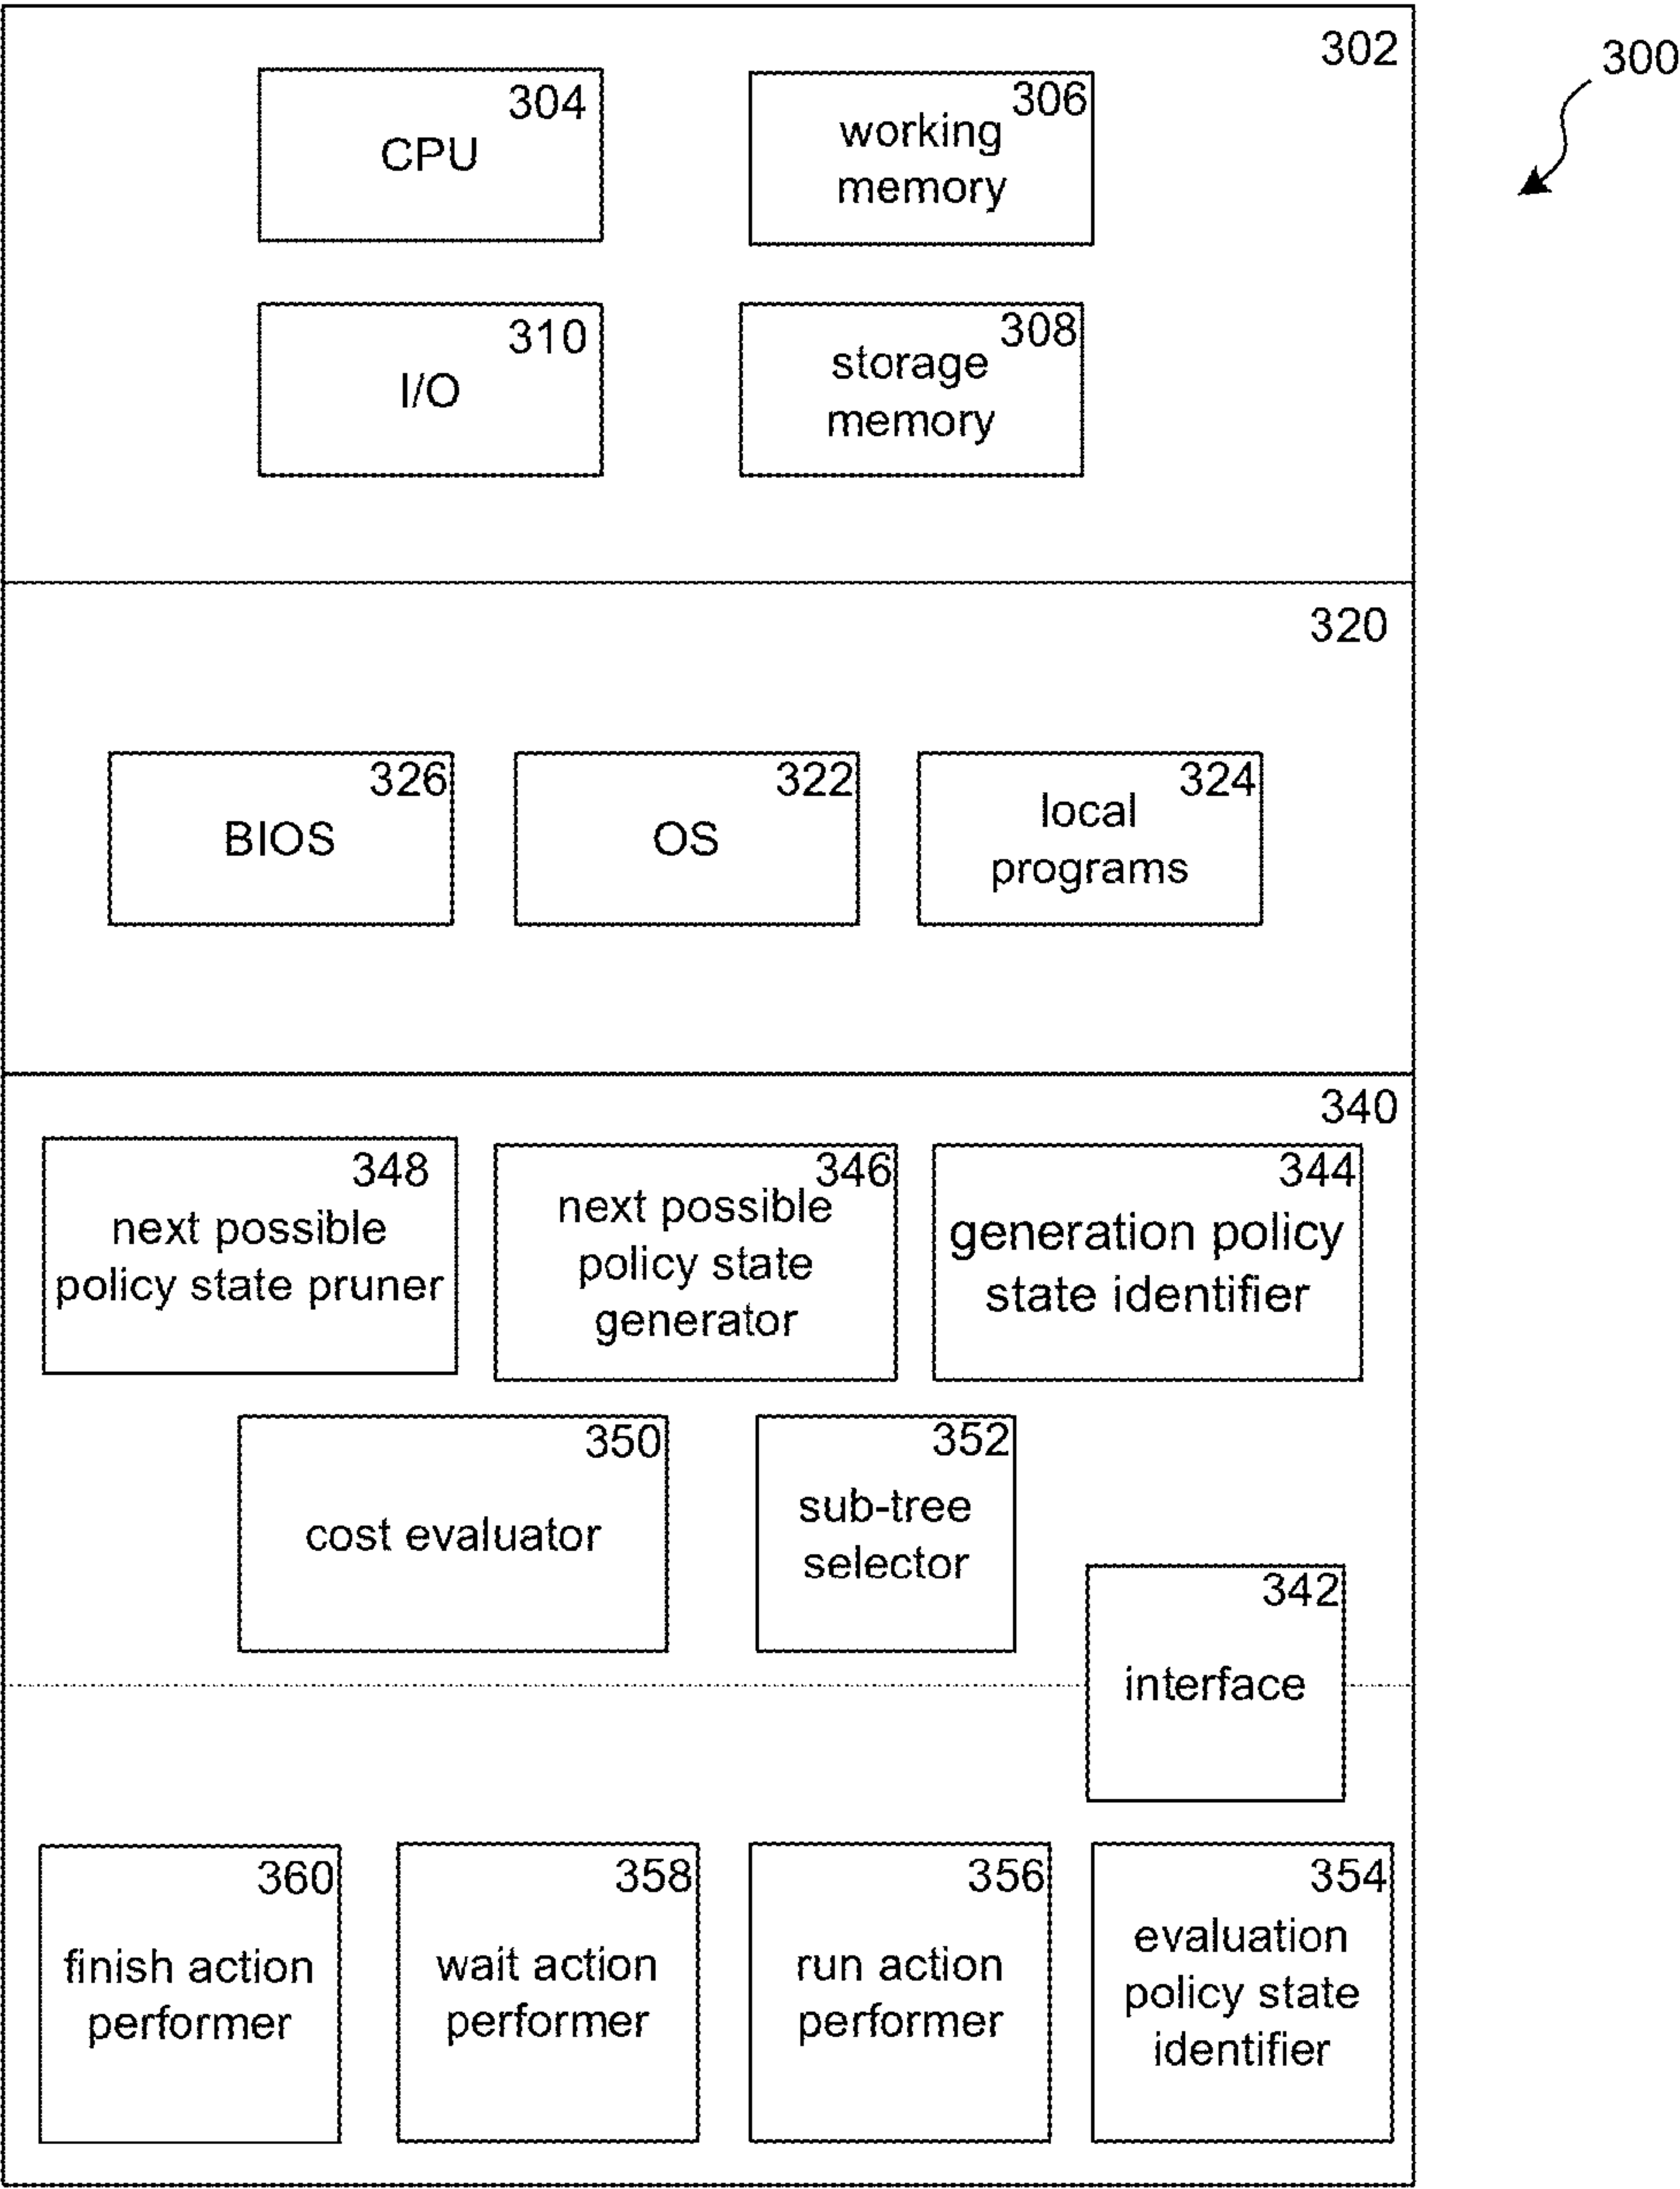 302
300
304
CPU
306
working
memory
310
I/O
308
storage
memory
320
326
BIOS
322
OS
324
local
programs
340
348
next possible
policy state pruner
346
next possible
policy state
generator
344
generation policy
state identifier
350
cost evaluator
352
sub-tree
selector
342
interface
360
finish action
performer
358
wait action
performer
356
run action
performer
354
evaluation
policy state
identifier